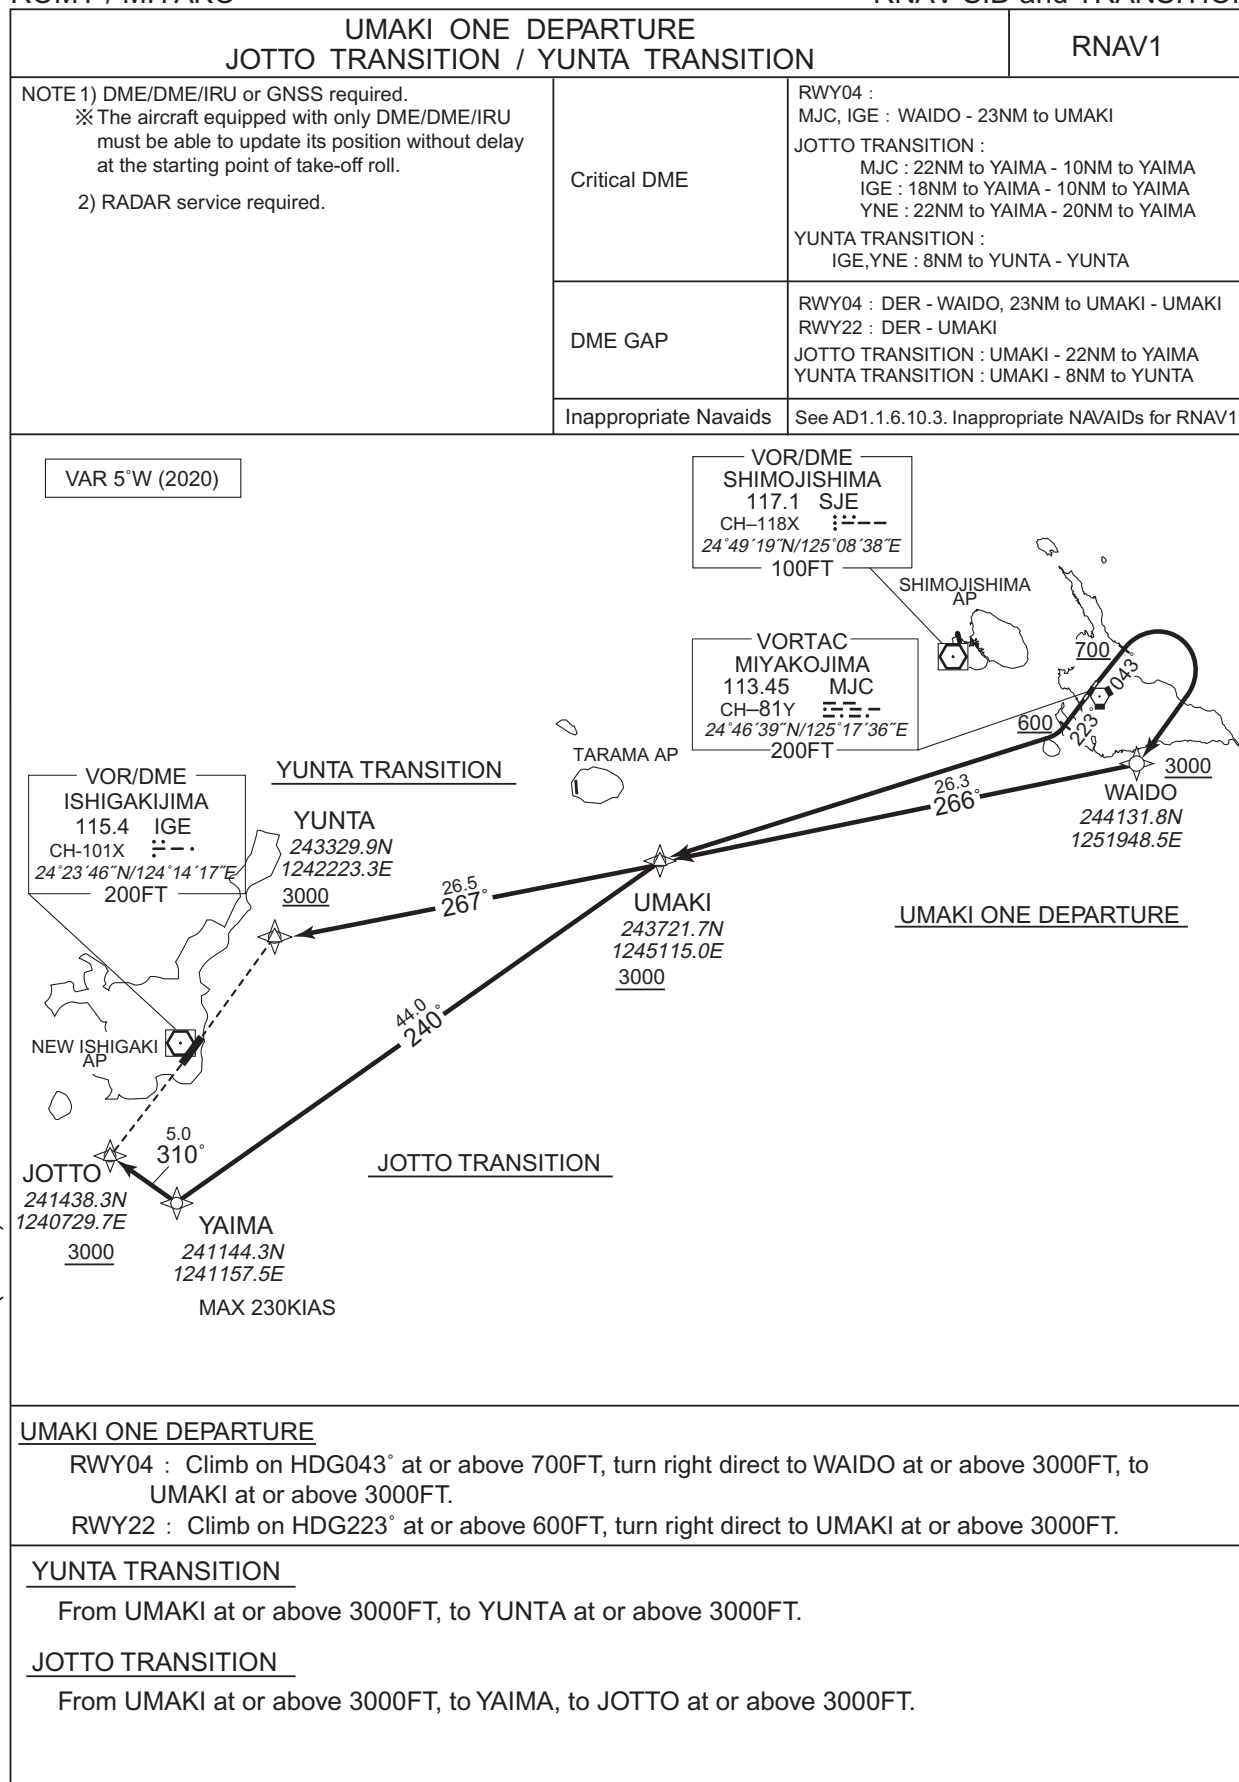 UMAKI ONE DEPARTURE
JOTTO TRANSITION / YUNTA TRANSITION
RNAV1
NOTE 1) DME/DME/IRU or GNSS required.
※ The aircraft equipped with only DME/DME/IRU
must be able to update its position without delay
at the starting point of take-off roll.
2) RADAR service required.
Critical DME
RWY04 :
MJC, IGE : WAIDO - 23NM to UMAKI
JOTTO TRANSITION :
MJC : 22NM to YAIMA - 10NM to YAIMA
IGE : 18NM to YAIMA - 10NM to YAIMA
YNE : 22NM to YAIMA - 20NM to YAIMA
YUNTA TRANSITION :
IGE,YNE : 8NM to YUNTA - YUNTA
DME GAP
RWY04 : DER - WAIDO, 23NM to UMAKI - UMAKI
RWY22 : DER - UMAKI
JOTTO TRANSITION : UMAKI - 22NM to YAIMA
YUNTA TRANSITION : UMAKI - 8NM to YUNTA
Inappropriate Navaids
See AD1.1.6.10.3. Inappropriate NAVAIDs for RNAV1
VAR 5°W (2020)
VOR/DME
SHIMOJISHIMA
117.1 SJE
CH–118X
24°49´19˝N/125°08´38˝E
100FT
SHIMOJISHIMA
AP
VORTAC
MIYAKOJIMA
113.45 MJC
CH–81Y
24°46´39˝N/125°17´36˝E
200FT
700
043°
600
223°
3000
WAIDO
244131.8N
1251948.5E
26.3
266°
TARAMA AP
YUNTA TRANSITION
VOR/DME
ISHIGAKIJIMA
115.4 IGE
CH-101X
24°23´46˝N/124°14´17˝E
200FT
YUNTA
243329.9N
1242223.3E
3000
26.5
267°
UMAKI
243721.7N
1245115.0E
3000
UMAKI ONE DEPARTURE
44.0
240°
NEW ISHIGAKI
AP
5.0
310°
JOTTO TRANSITION
JOTTO
241438.3N
1240729.7E
3000
YAIMA
241144.3N
1241157.5E
MAX 230KIAS
UMAKI ONE DEPARTURE
RWY04 : Climb on HDG043° at or above 700FT, turn right direct to WAIDO at or above 3000FT, to
UMAKI at or above 3000FT.
RWY22 : Climb on HDG223° at or above 600FT, turn right direct to UMAKI at or above 3000FT.
YUNTA TRANSITION
From UMAKI at or above 3000FT, to YUNTA at or above 3000FT.
JOTTO TRANSITION
From UMAKI at or above 3000FT, to YAIMA, to JOTTO at or above 3000FT.